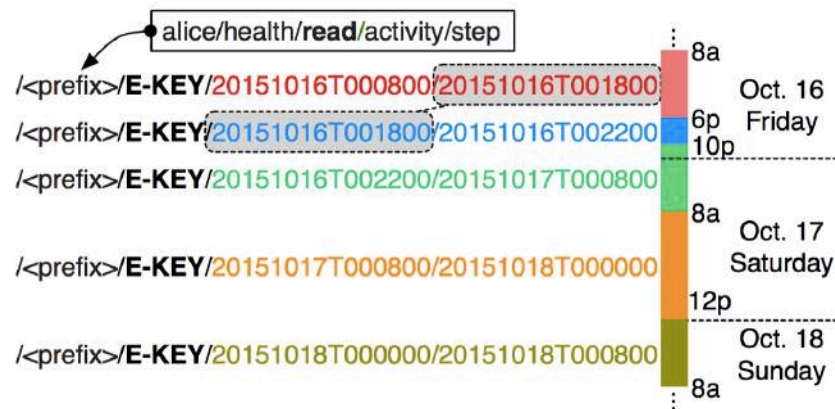 alice/health/read/activity/step
8a
/<prefix>/E-KEY/20151016T000800/20151016T001800
Oct. 16
Friday
6p
/<prefix>/E-KEY/20151016T001800/20151016T002200
10p
/<prefix>/E-KEY/20151016T002200/20151017T000800
8a
Oct. 17
Saturday
/<prefix>/E-KEY/20151017T000800/20151018T000000
12p
Oct. 18
Sunday
/<prefix>/E-KEY/20151018T000000/20151018T000800
8a